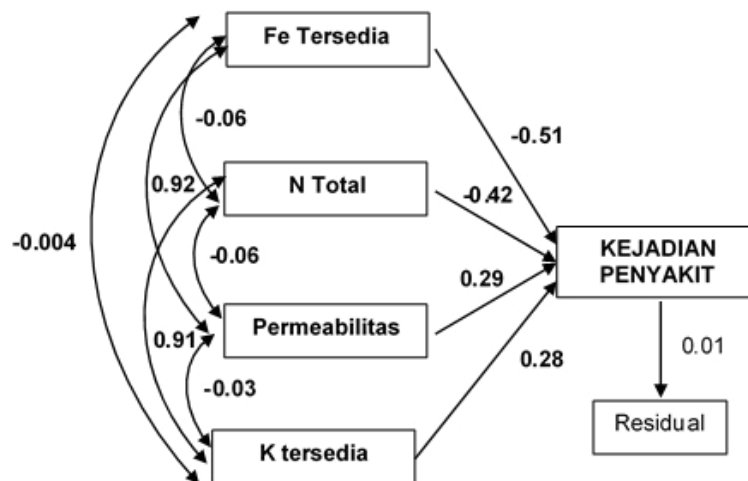 Fe Tersedia
-0.06
-0.51
0.92
N Total
-0.42
-0.004
-0.06
KEJADIAN
PENYAKIT
0.29
Permeabilitas
0.91
0.28
0.01
-0.03
Residual
K tersedia